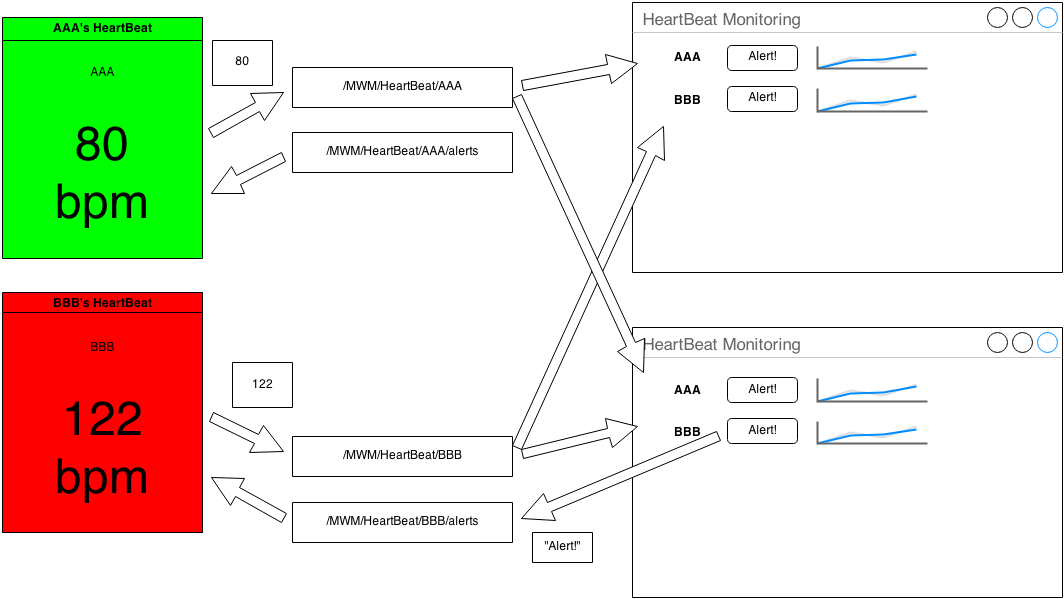 AAA's HeartBeat
AAA
80
bpm
80
/MWM/HeartBeat/AAA
/MWM/HeartBeat/AAA/alerts
HeartBeat Monitoring
AAA Alert!
BBB Alert!
BBB's HeartBeat
BBB
122
bpm
122
/MWM/HeartBeat/BBB
/MWM/HeartBeat/BBB/alerts
"Alert!"
HeartBeat Monitoring
AAA Alert!
BBB Alert!